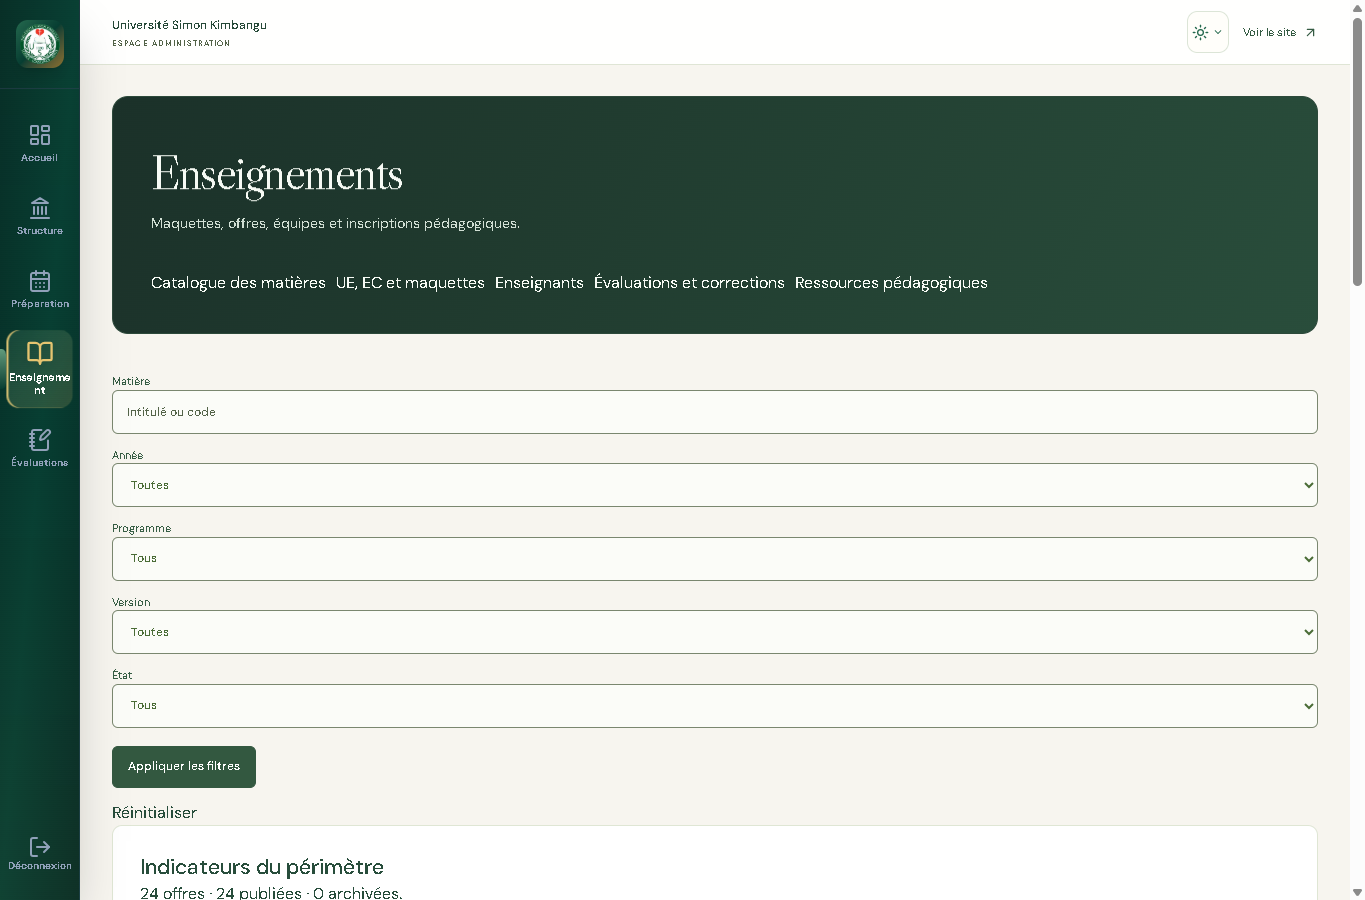 Université Simon Kimbangu
ESPACE ADMINISTRATION
Voir le site
Accueil
Structure
Préparation
Enseigneme
nt
Évaluations
Déconnexion
Enseignements
Maquettes, offres, équipes et inscriptions pédagogiques.
Catalogue des matières UE, EC et maquettes Enseignants Évaluations et corrections Ressources pédagogiques
Matière
Intitulé ou code
Année
Toutes
Programme
Tous
Version
Toutes
État
Tous
Appliquer les filtres
Réinitialiser
Indicateurs du périmètre
24 offres · 24 publiées · 0 archivées.